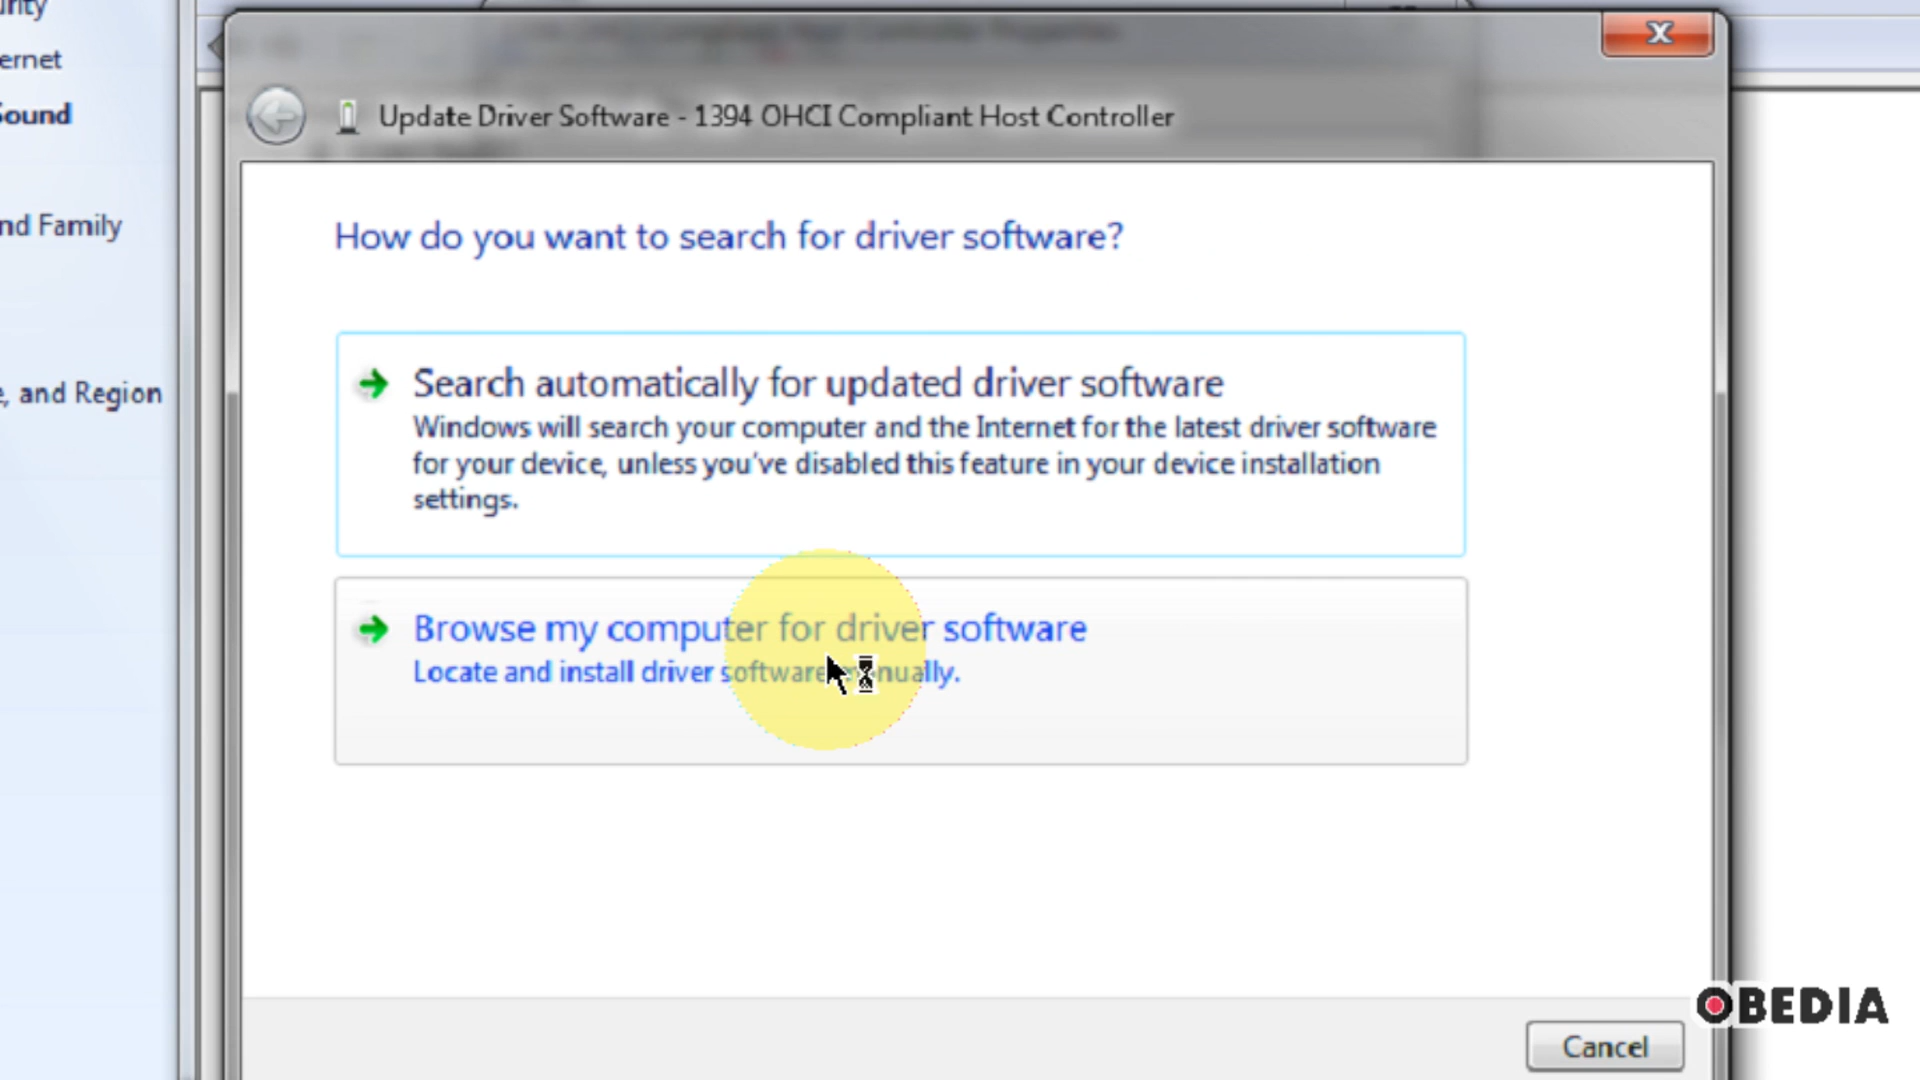 ernet
Sound
nd Family
, and Region
Update Driver Software - 1394 OHCI Compliant Host Controller
How do you want to search for driver software?
Search automatically for updated driver software
Windows will search your computer and the Internet for the latest driver software
for your device, unless you've disabled this feature in your device installation
settings.
Browse my computer for driver software
Locate and install driver software manually.
OBEDIA
Cancel